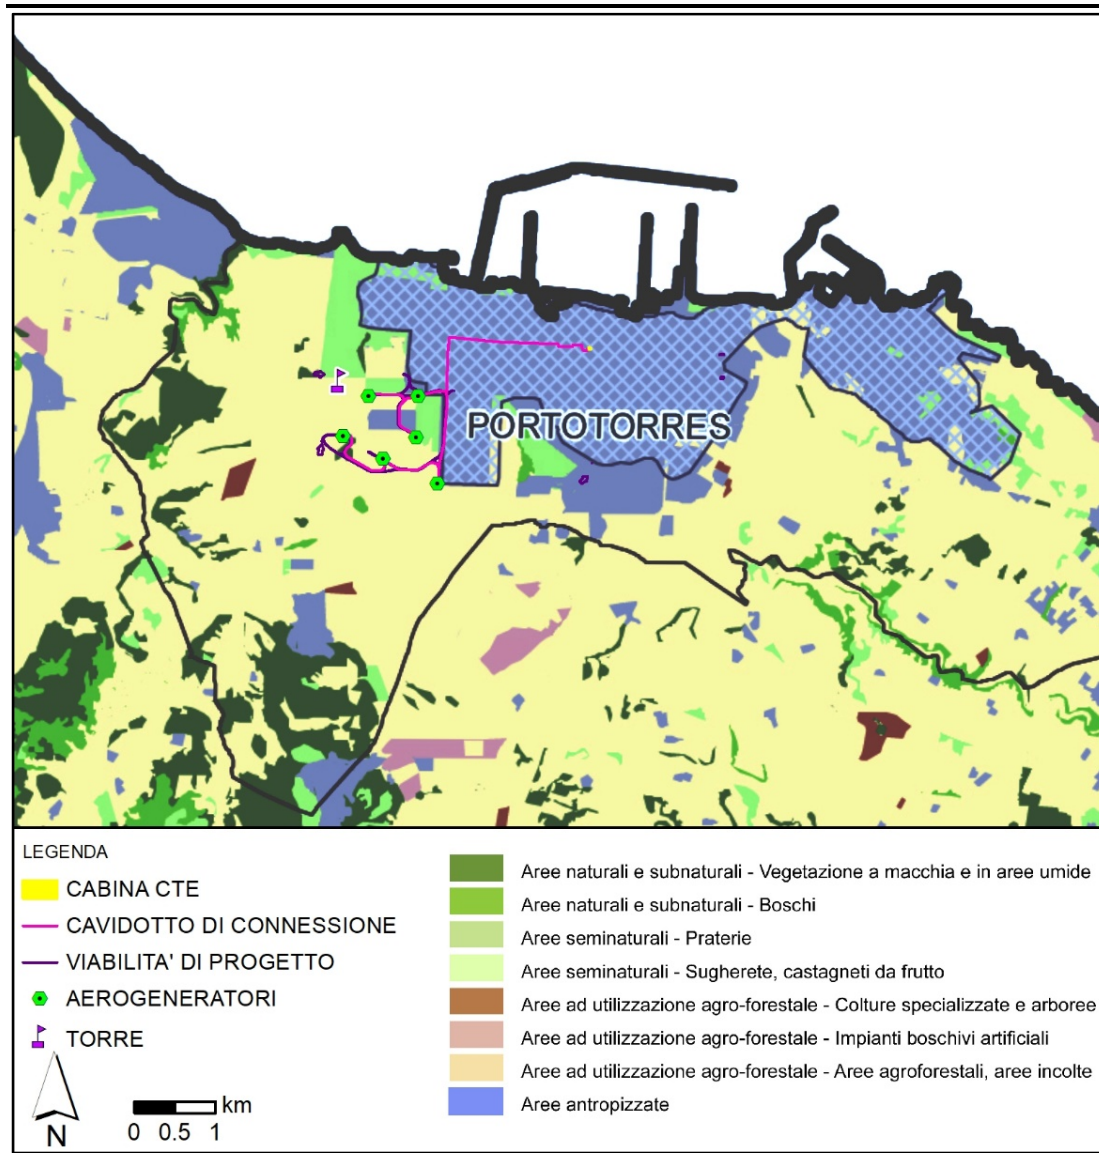 PORTOTORRES
LEGENDA
CABINA CTE
CAVIDOTTO DI CONNESSIONE
VIABILITA' DI PROGETTO
AEROGENERATORI
TORRE
N
km
0 0.5 1
Aree naturali e subnaturali - Vegetazione a macchia e in aree umide
Aree naturali e subnaturali - Boschi
Aree seminaturali - Praterie
Aree seminaturali - Sugherete, castagneti da frutto
Aree ad utilizzazione agro-forestale - Colture specializzate e arboree
Aree ad utilizzazione agro-forestale - Impianti boschivi artificiali
Aree ad utilizzazione agro-forestale - Aree agroforestali, aree incolte
Aree antropizzate